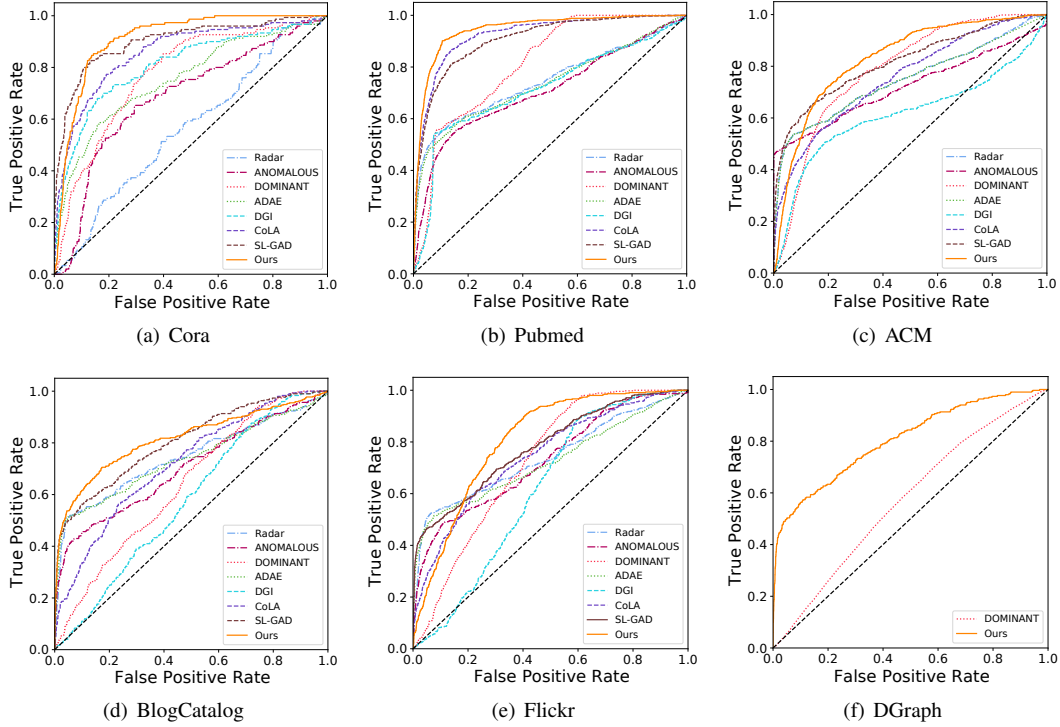 1.0
0.8
0.6
0.4
0.2
0.0
True Positive Rate
Radar
ANOMALOUS
DOMINANT
ADAE
DGI
CoLA
SL-GAD
Ours
0.0 0.2 0.4 0.6 0.8 1.0
False Positive Rate
(a) Cora
1.0
0.8
0.6
0.4
0.2
0.0
True Positive Rate
Radar
ANOMALOUS
DOMINANT
ADAE
DGI
CoLA
SL-GAD
Ours
0.0 0.2 0.4 0.6 0.8 1.0
False Positive Rate
(b) Pubmed
1.0
0.8
0.6
0.4
0.2
0.0
True Positive Rate
Radar
ANOMALOUS
DOMINANT
ADAE
DGI
CoLA
SL-GAD
Ours
0.0 0.2 0.4 0.6 0.8 1.0
False Positive Rate
(c) ACM
1.0
0.8
0.6
0.4
0.2
0.0
True Positive Rate
Radar
ANOMALOUS
DOMINANT
ADAE
DGI
CoLA
SL-GAD
Ours
0.0 0.2 0.4 0.6 0.8 1.0
False Positive Rate
(d) BlogCatalog
1.0
0.8
0.6
0.4
0.2
0.0
True Positive Rate
Radar
ANOMALOUS
DOMINANT
ADAE
DGI
CoLA
SL-GAD
Ours
0.0 0.2 0.4 0.6 0.8 1.0
False Positive Rate
(e) Flickr
1.0
0.8
0.6
0.4
0.2
0.0
True Positive Rate
DOMINANT
Ours
0.0 0.2 0.4 0.6 0.8 1.0
False Positive Rate
(f) DGraph